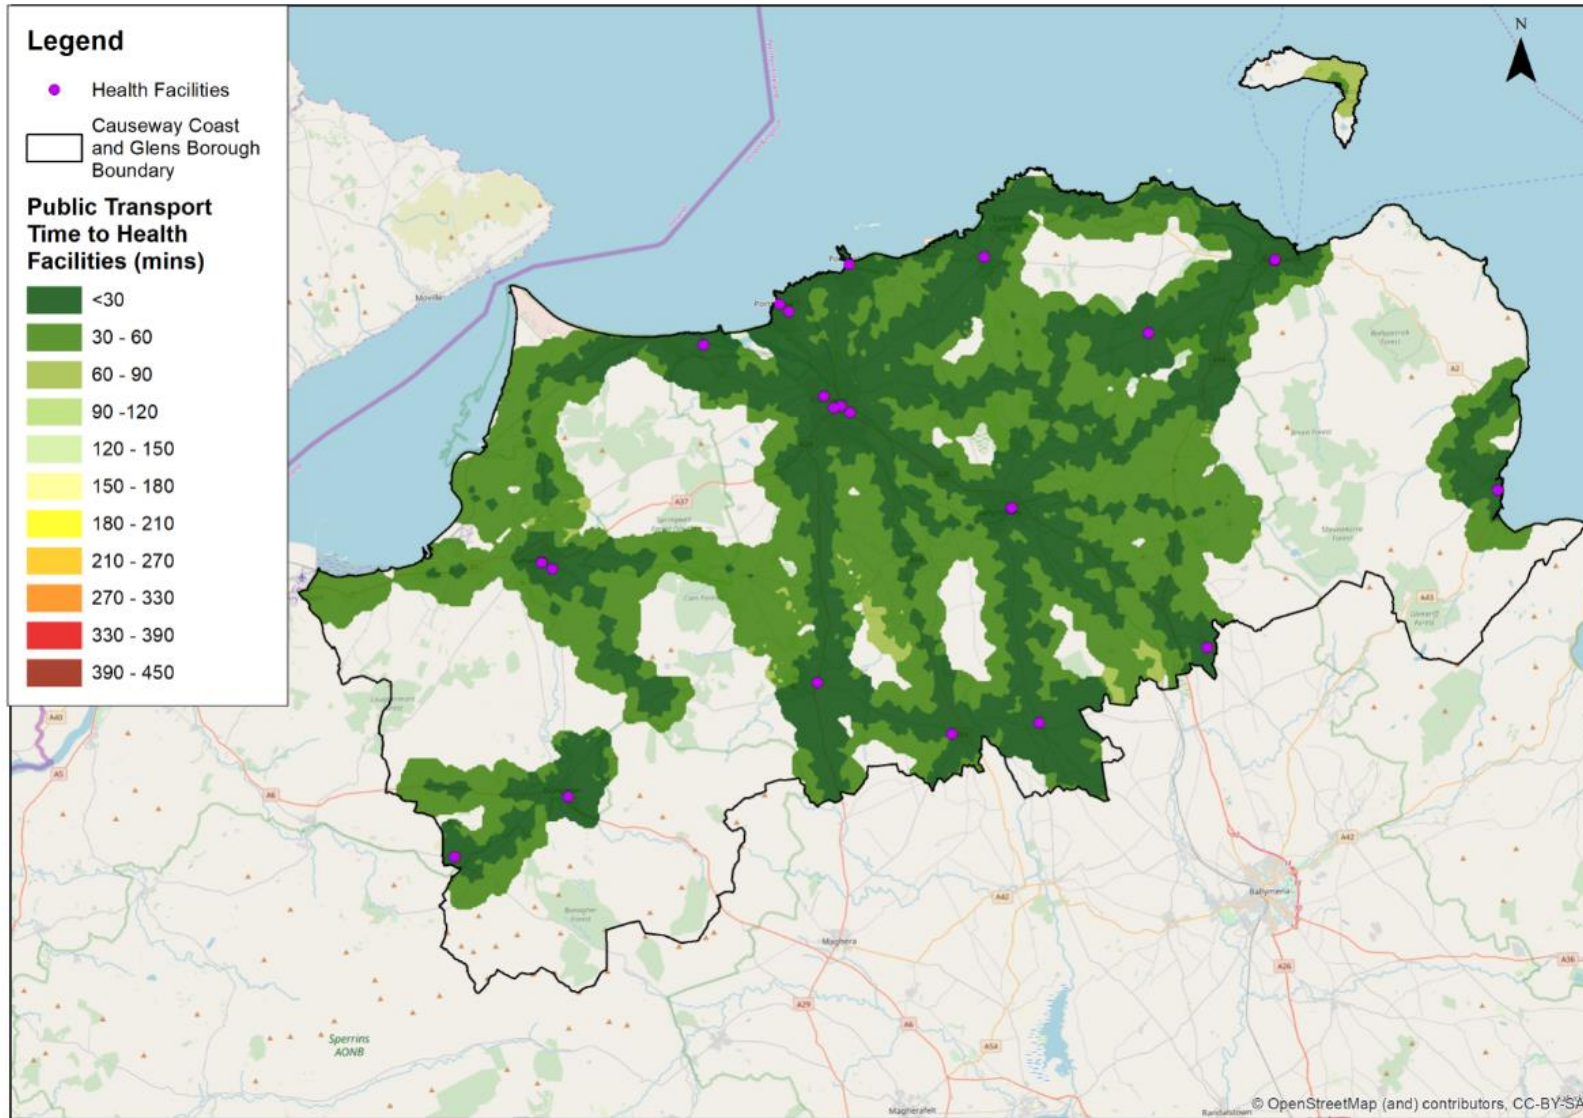 Legend
Health Facilities
Causeway Coast
and Glens Borough
Boundary
Public Transport
Time to Health
Facilities (mins)
<30
30 - 60
60 - 90
90 -120
120 - 150
150 - 180
180 - 210
210 - 270
270 - 330
330 - 390
390 - 450
N
Moville
A2
A37
A43
A40
A5
A6
A42
A42
Ballymena
Maghera
A26
A36
A29
A6
Sperrins
AONB
Magherafelt
Randalstown
© OpenStreetMap (and) contributors, CC-BY-SA